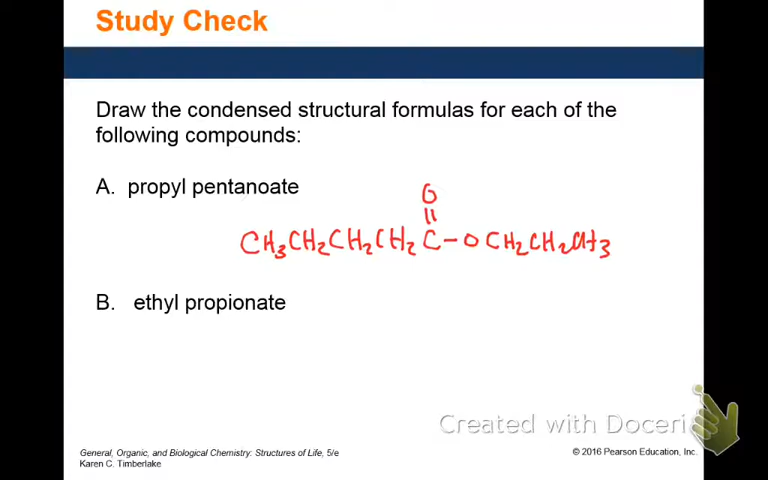 Study Check
Draw the condensed structural formulas for each of the
following compounds:
A. propyl pentanoate
O
||
CH₃CH₂CH₂CH₂C-OCH₂CH₂CH₃
B. ethyl propionate
Created with Doceri
General, Organic, and Biological Chemistry: Structures of Life, 5/e
Karen C. Timberlake
© 2016 Pearson Education, Inc.